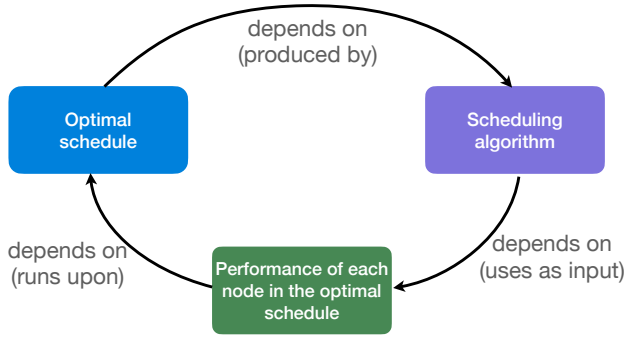 depends on
(produced by)
Optimal
schedule
Scheduling
algorithm
depends on
(runs upon)
Performance of each
node in the optimal
schedule
depends on
(uses as input)